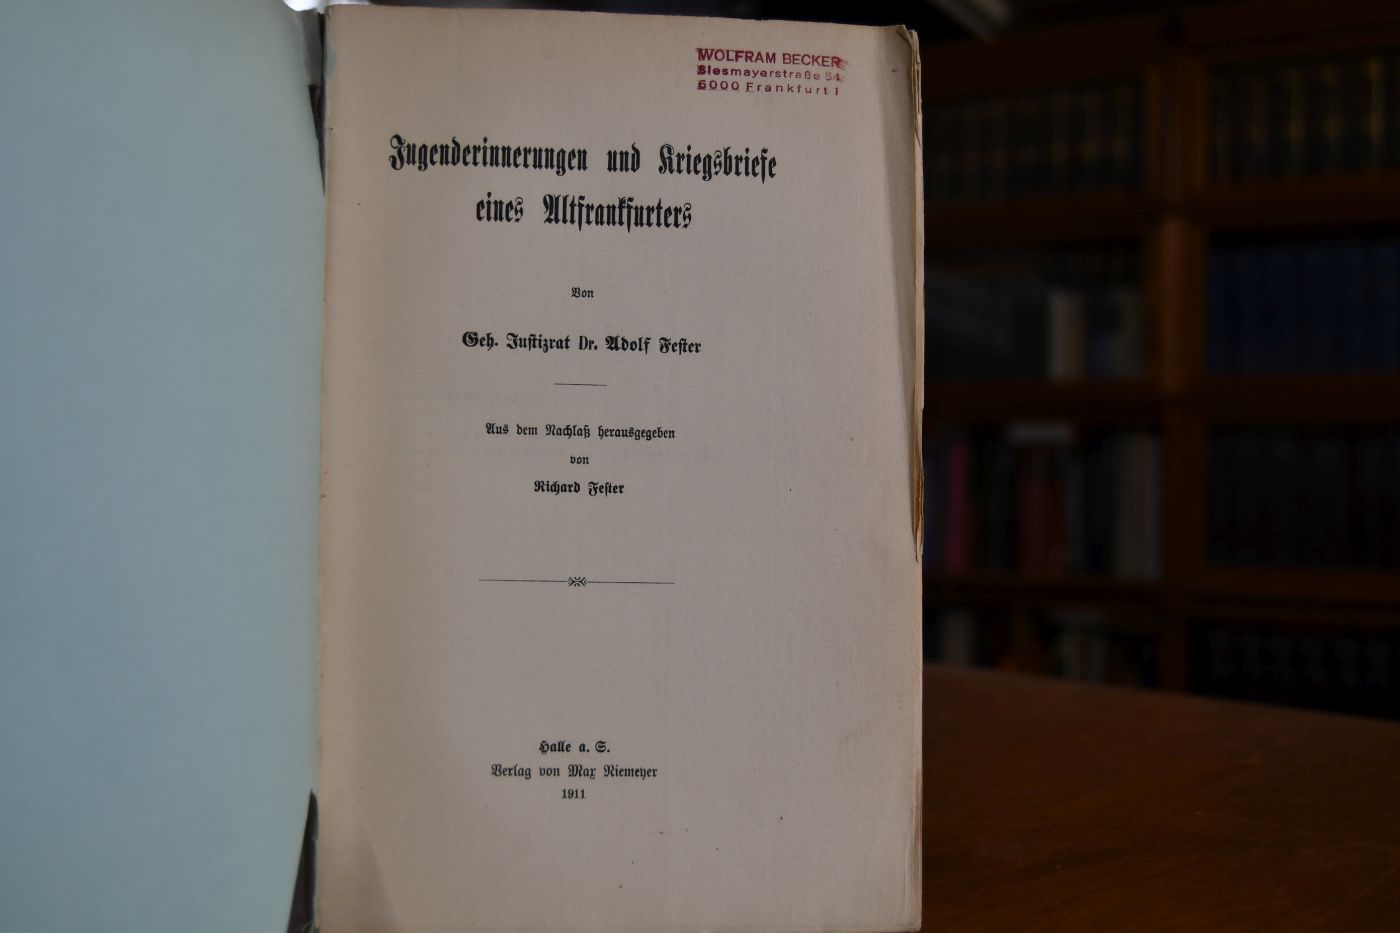 WOLFRAM BECKER
Siesmayerstraße 54
6000 Frankfurt 1
Jugenderinnerungen und Kriegsbriefe
eines Altfrankfurters
Von
Geh. Justizrat Dr. Adolf Fester
Aus dem Nachlaß herausgegeben
von
Richard Fester
Halle a. S.
Verlag von Max Niemeyer
1911